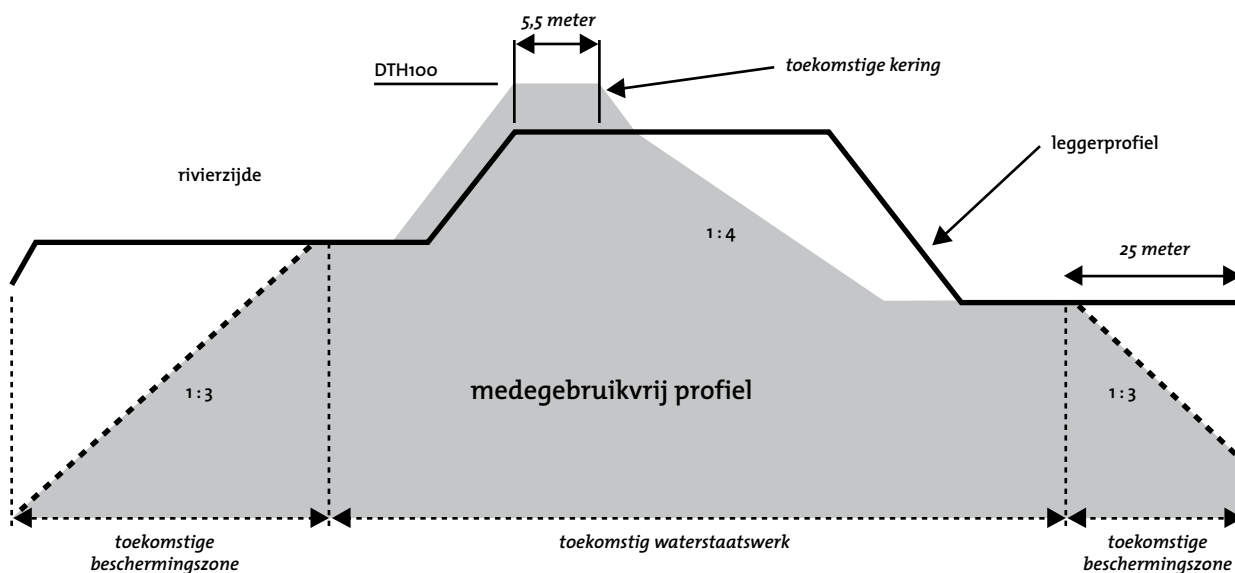 5,5 meter
DTH100
toekomstige kering
leggerprofiel
rivierzijde
1 : 4
25 meter
medegebruikvrij profiel
1 : 3
1 : 3
toekomstige
beschermingszone
toekomstig waterstaatswerk
toekomstige
beschermingszone